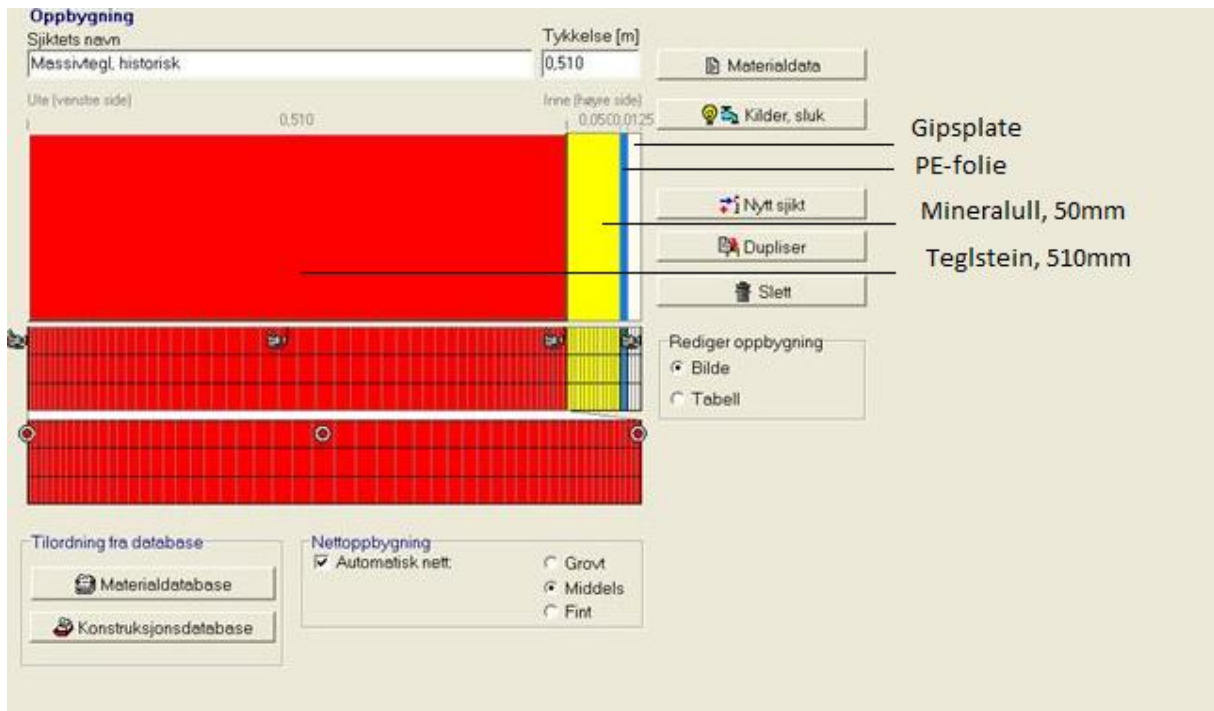 Oppbygning
Sjiktets navn
Tykkelse [m]
Massivtegl, historisk
0,510
Materialdata
Ute (venstre side)
Inne (høyre side)
0.510
0.0500.0125
Kilder, sluk
Gipsplate
PE-folie
Nytt sjikt
Mineralull, 50mm
Dupliser
Teglstein, 510mm
Slett
Rediger oppbygning
Bilde
Tabell
Tilordning fra database
Nettoppbygning
Automatisk nett:
Grovt
Materialdatabase
Middels
Fint
Konstruksjonsdatabase